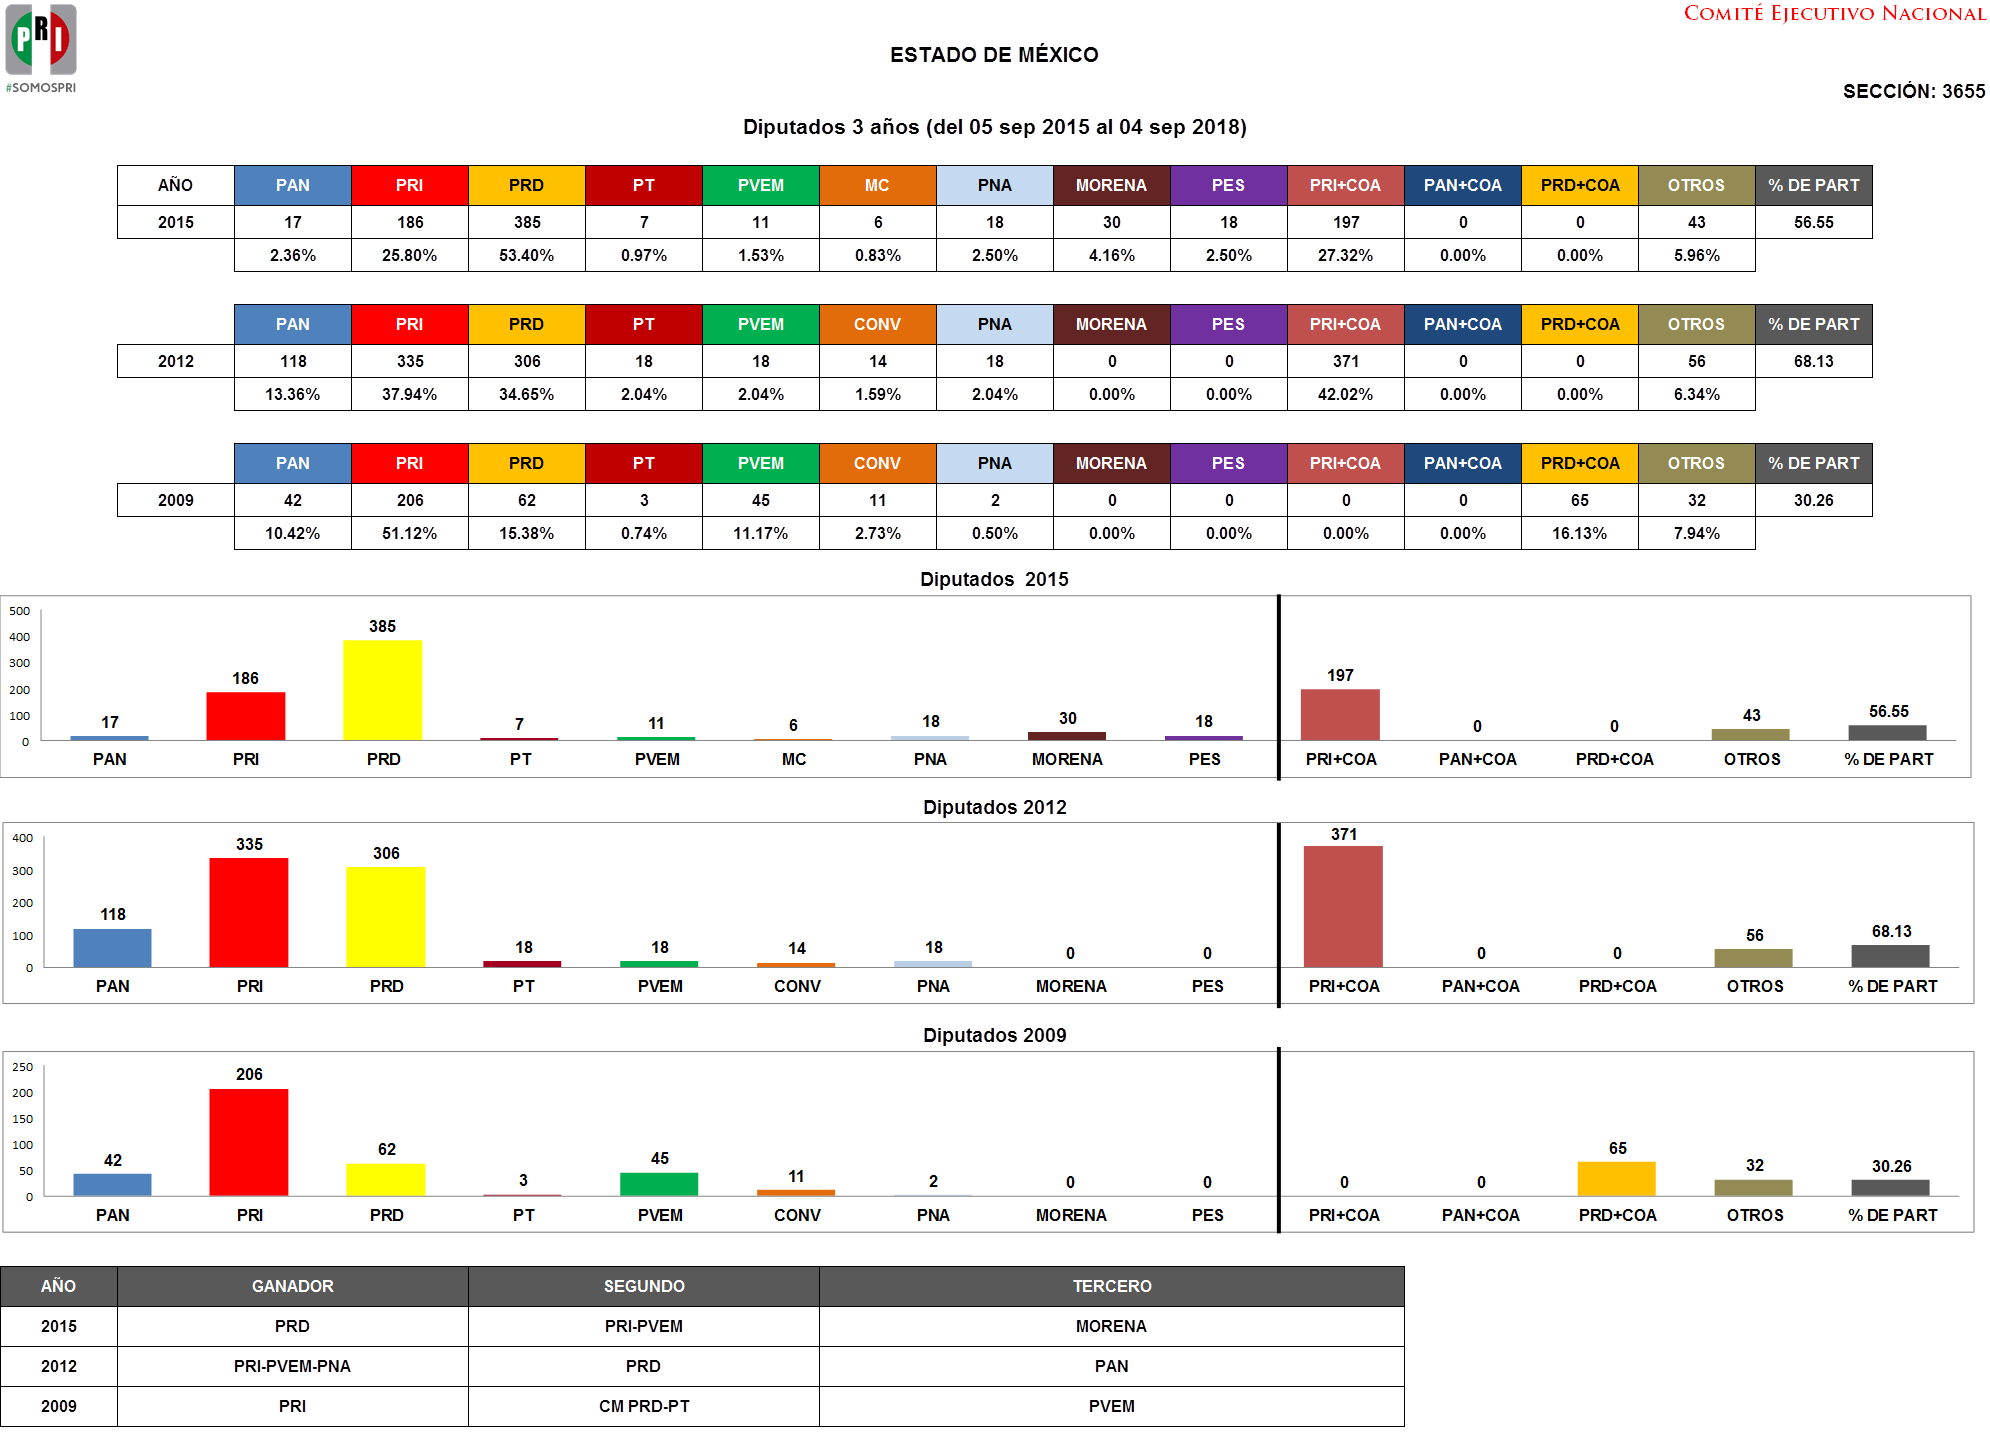 PRI
#SOMOSPRI
COMITÉ EJECUTIVO NACIONAL
ESTADO DE MÉXICO
SECCIÓN: 3655
Diputados 3 años (del 05 sep 2015 al 04 sep 2018)
AÑO PAN PRI PRD PT PVEM MC PNA MORENA PES PRI+COA PAN+COA PRD+COA OTROS % DE PART
2015 17 186 385 7 11 6 18 30 18 197 0 0 43 56.55
2.36% 25.80% 53.40% 0.97% 1.53% 0.83% 2.50% 4.16% 2.50% 27.32% 0.00% 0.00% 5.96%
PAN PRI PRD PT PVEM CONV PNA MORENA PES PRI+COA PAN+COA PRD+COA OTROS % DE PART
2012 118 335 306 18 18 14 18 0 0 371 0 0 56 68.13
13.36% 37.94% 34.65% 2.04% 2.04% 1.59% 2.04% 0.00% 0.00% 42.02% 0.00% 0.00% 6.34%
PAN PRI PRD PT PVEM CONV PNA MORENA PES PRI+COA PAN+COA PRD+COA OTROS % DE PART
2009 42 206 62 3 45 11 2 0 0 0 0 65 32 30.26
10.42% 51.12% 15.38% 0.74% 11.17% 2.73% 0.50% 0.00% 0.00% 0.00% 0.00% 16.13% 7.94%
Diputados 2015
500
400
300
200
100
0
17 186 385 7 11 6 18 30 18 197 0 0 43 56.55
PAN PRI PRD PT PVEM MC PNA MORENA PES PRI+COA PAN+COA PRD+COA OTROS % DE PART
Diputados 2012
400
300
200
100
0
118 335 306 18 18 14 18 0 0 371 0 0 56 68.13
PAN PRI PRD PT PVEM CONV PNA MORENA PES PRI+COA PAN+COA PRD+COA OTROS % DE PART
Diputados 2009
250
200
150
100
50
0
42 206 62 3 45 11 2 0 0 0 0 65 32 30.26
PAN PRI PRD PT PVEM CONV PNA MORENA PES PRI+COA PAN+COA PRD+COA OTROS % DE PART
AÑO GANADOR SEGUNDO TERCERO
2015 PRD PRI-PVEM MORENA
2012 PRI-PVEM-PNA PRD PAN
2009 PRI CM PRD-PT PVEM